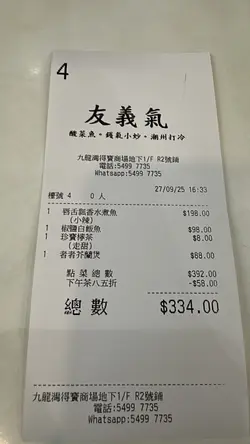 4
友義氣
酸菜魚•鑊氣小炒•潮州打冷
九龍灣得寶商場地下1/F R2號鋪
電話:5499 7735
Whatsapp:5499 7735
27/09/25 16:33
檯號 4 0 人
1 唇舌飄香水煮魚 $198.00
(小辣)
1 椒鹽白飯魚 $98.00
1 珍寶檸茶 $8.00
(走甜)
1 者者芥蘭煲 $88.00
點菜總數 $392.00
下午茶八五折 -$58.00
總數 $334.00
九龍灣得寶商場地下1/F R2號鋪
電話:5499 7735
Whatsapp:5499 7735